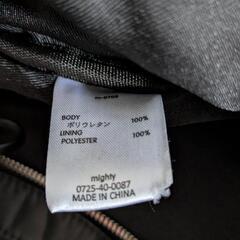 BODY 100%
ポリウレタン
LINING 100%
POLYESTER
mighty
0725-40-0087
MADE IN CHINA